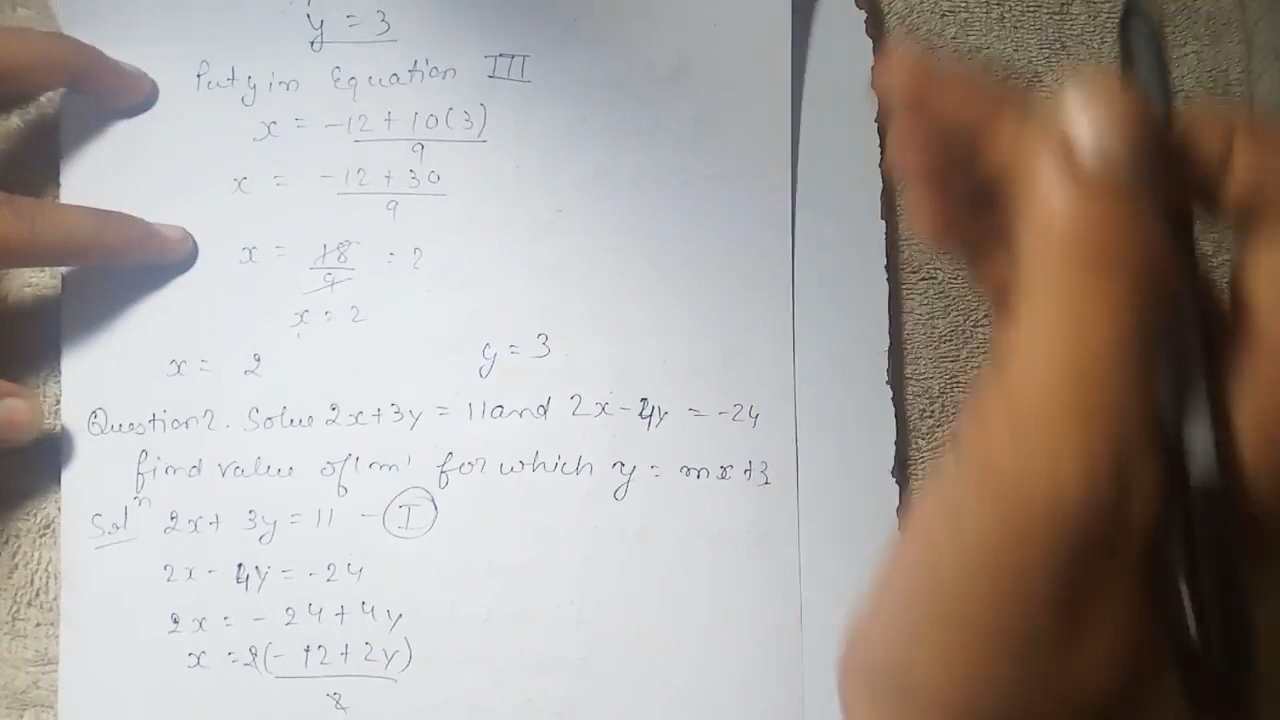 y = 3
Put y in Equation III
x = -12 + 10(3)
9
x = -12 + 30
9
x = 18 = 2
9
x = 2
x = 2 y = 3
Question 2. Solve 2x+3y = 11 and 2x-4y = -24
find value of 'm' for which y = mx+3
Solⁿ 2x+ 3y = 11 - I
2x - 4y = -24
2x = - 24 + 4y
x = 2(- 12 + 2y)
2